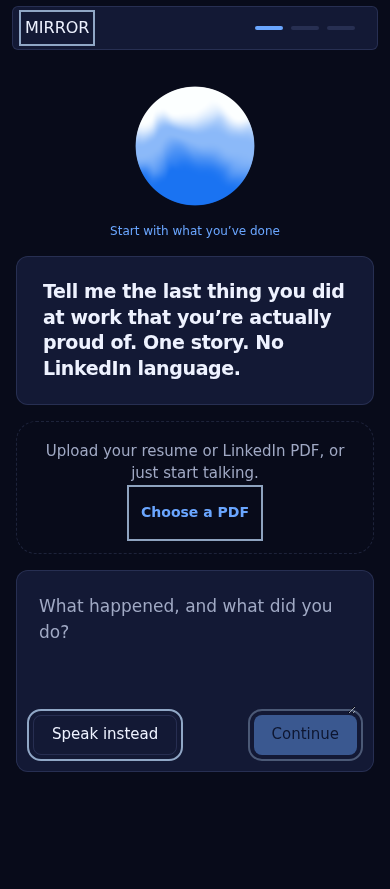 MIRROR
Start with what you’ve done
Tell me the last thing you did
at work that you’re actually
proud of. One story. No
LinkedIn language.
Upload your resume or LinkedIn PDF, or
just start talking.
Choose a PDF
What happened, and what did you
do?
Speak instead
Continue